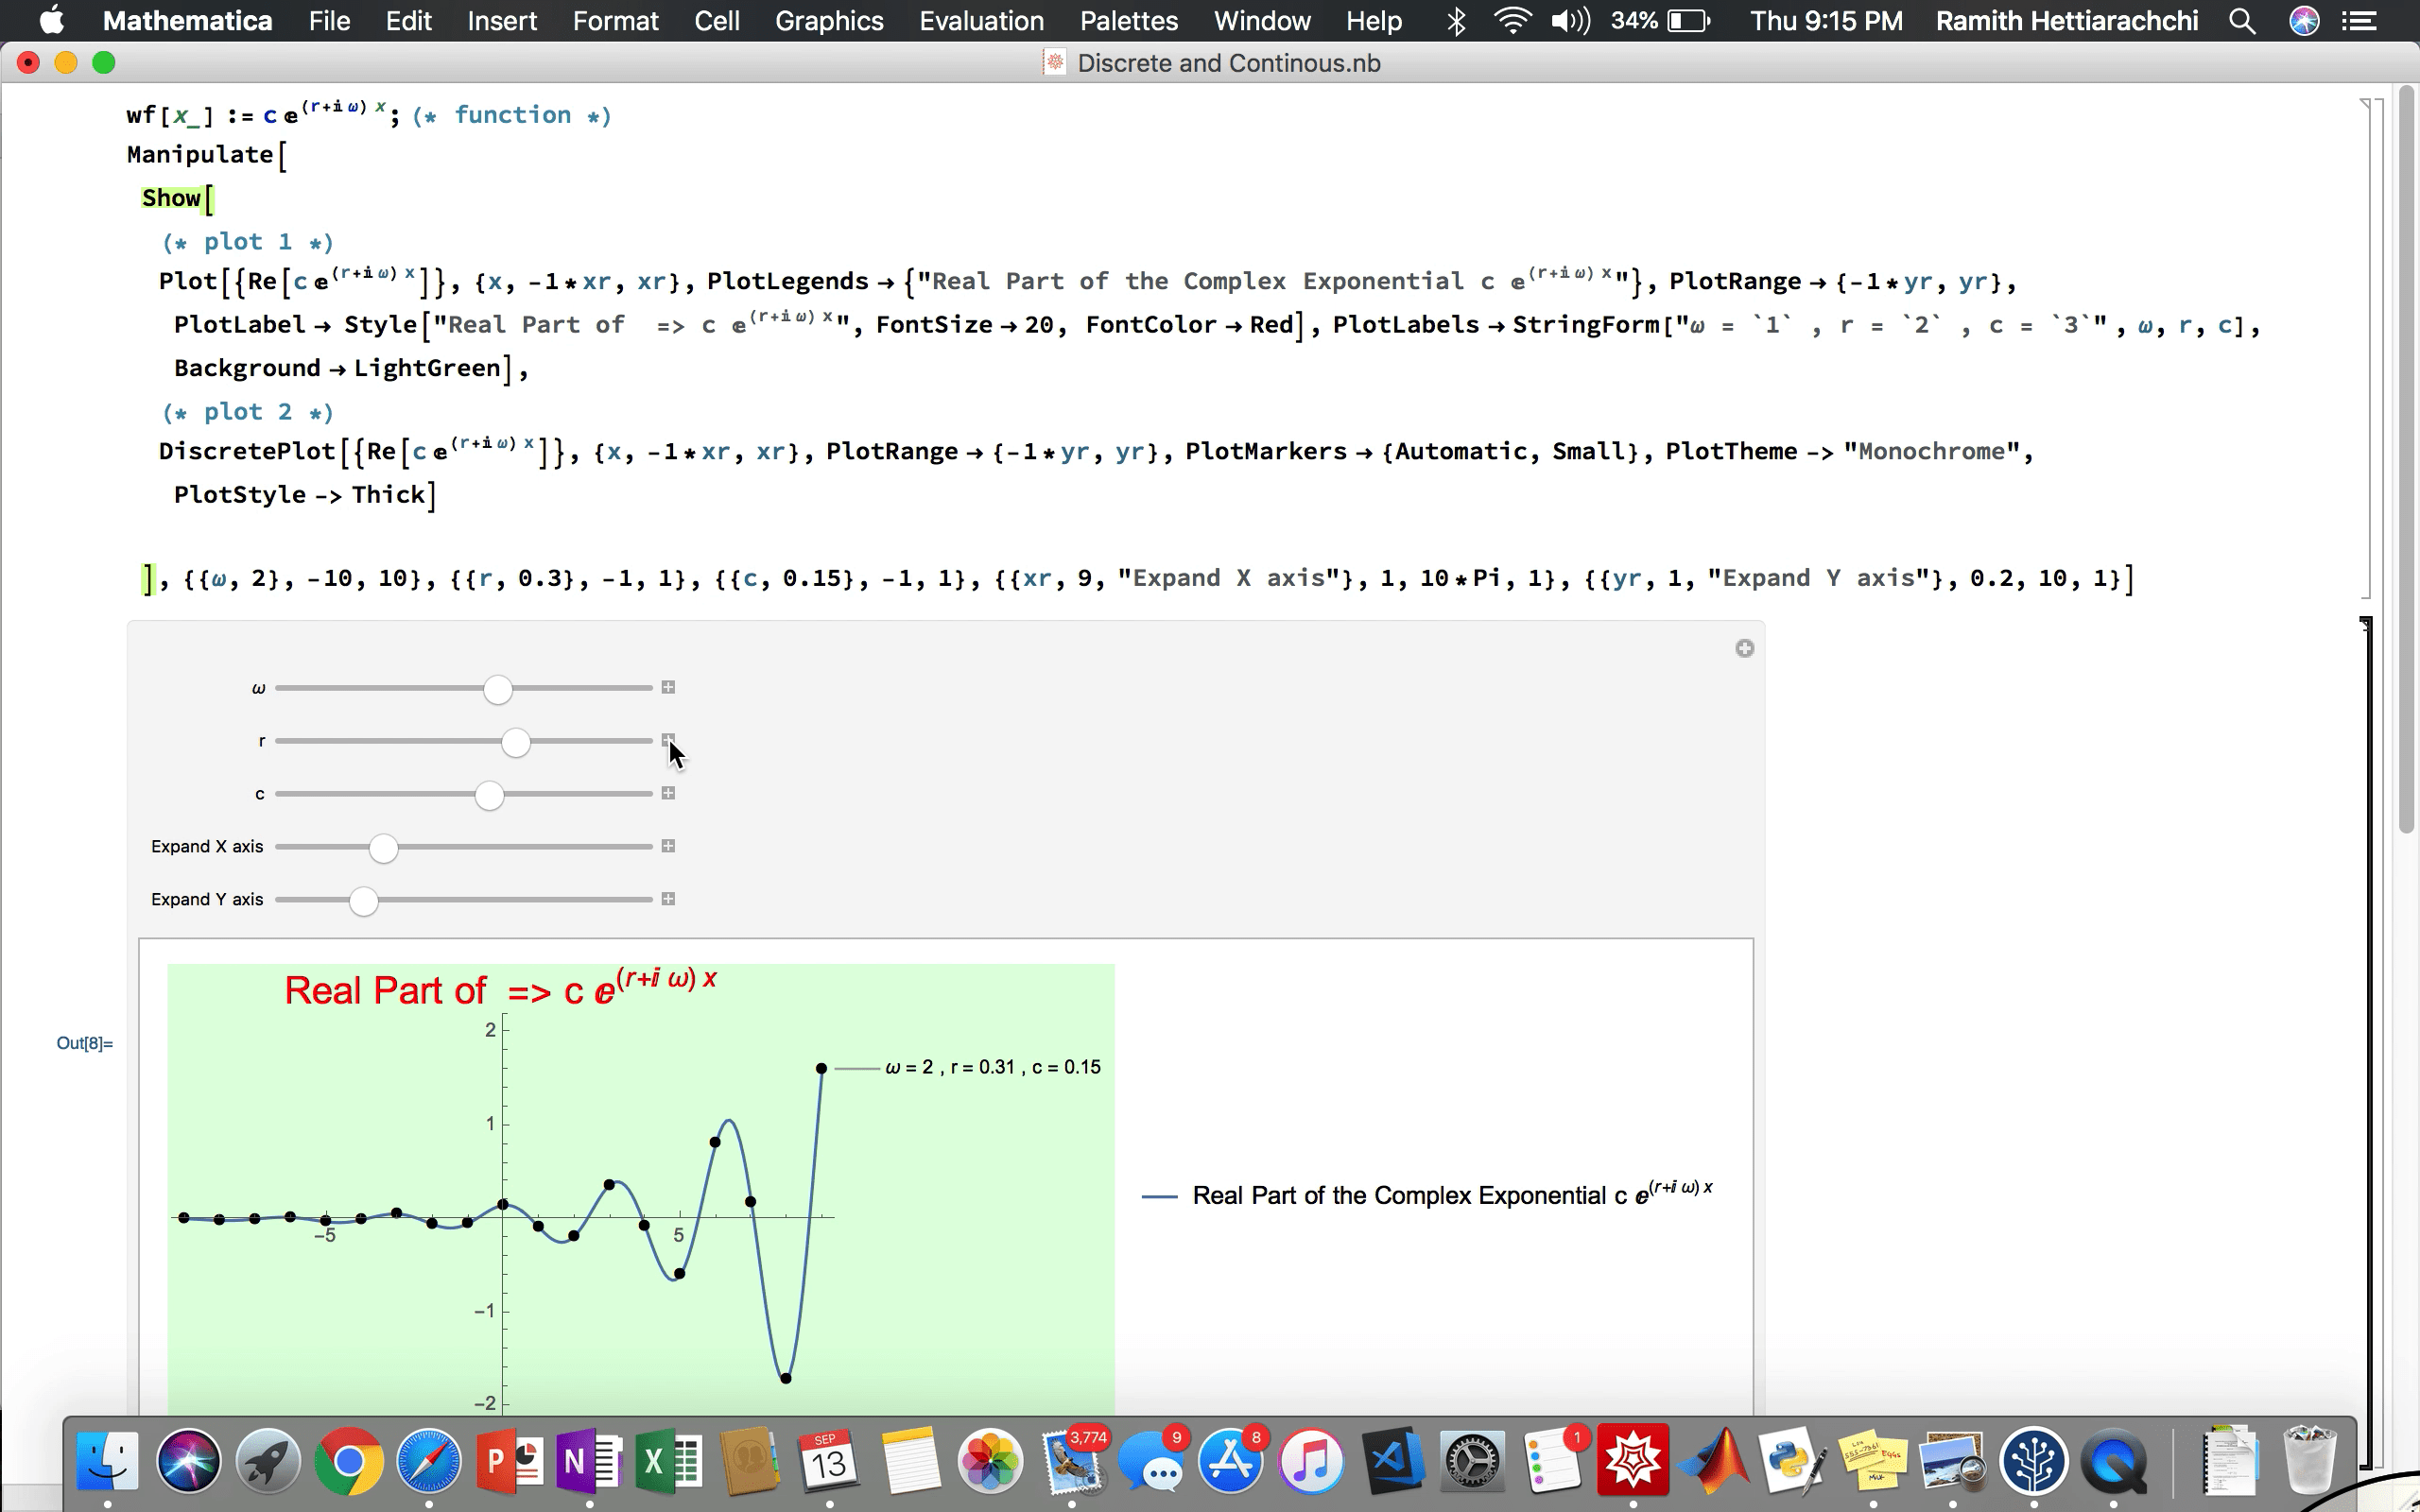 Mathematica File Edit Insert Format Cell Graphics Evaluation Palettes Window Help 34% Thu 9:15 PM Ramith Hettiarachchi
Discrete and Continous.nb
wf[x_] := c ⅇ^(r+ⅈ ω) x; (* function *)
Manipulate[
Show[
(* plot 1 *)
Plot[{Re[c ⅇ^(r+ⅈ ω) x]}, {x, -1*xr, xr}, PlotLegends → {"Real Part of the Complex Exponential c ⅇ^(r+ⅈ ω) x"}, PlotRange → {-1*yr, yr},
PlotLabel → Style["Real Part of  => c ⅇ^(r+ⅈ ω) x", FontSize → 20, FontColor → Red], PlotLabels → StringForm["ω = `1` , r = `2` , c = `3`", ω, r, c],
Background → LightGreen],
(* plot 2 *)
DiscretePlot[{Re[c ⅇ^(r+ⅈ ω) x]}, {x, -1*xr, xr}, PlotRange → {-1*yr, yr}, PlotMarkers → {Automatic, Small}, PlotTheme -> "Monochrome",
PlotStyle -> Thick]
], {{ω, 2}, -10, 10}, {{r, 0.3}, -1, 1}, {{c, 0.15}, -1, 1}, {{xr, 9, "Expand X axis"}, 1, 10*Pi, 1}, {{yr, 1, "Expand Y axis"}, 0.2, 10, 1}]
ω
r
c
Expand X axis
Expand Y axis
Out[8]=
Real Part of => c ⅇ^(r+ⅈ ω) x
2
ω = 2 , r = 0.31 , c = 0.15
1
Real Part of the Complex Exponential c ⅇ^(r+ⅈ ω) x
-5 5
-1
-2
3,774 9 8 1
SEP
13
P N X